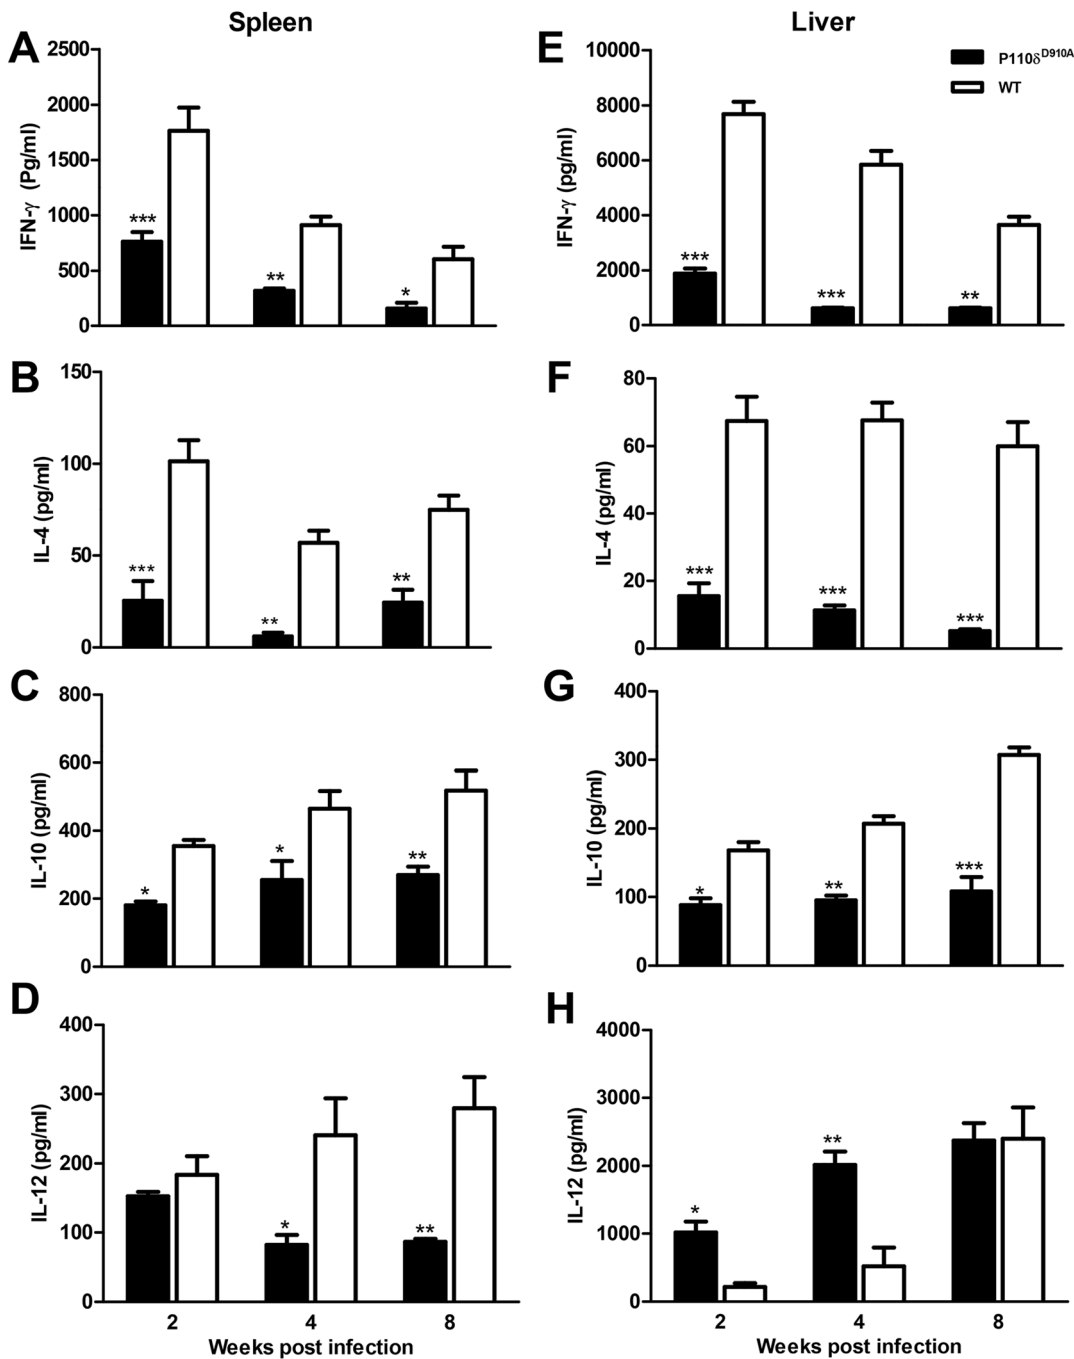 Spleen
Liver
A
2500
2000
1500
1000
500
0
IFN-γ (Pg/ml)
***
**
*
E
10000
8000
6000
4000
2000
0
IFN-γ (pg/ml)
***
***
**
P110δD910A
WT
B
150
100
50
0
IL-4 (pg/ml)
***
**
**
F
80
60
40
20
0
IL-4 (pg/ml)
***
***
***
C
800
600
400
200
0
IL-10 (pg/ml)
*
*
**
G
400
300
200
100
0
IL-10 (pg/ml)
*
**
***
D
400
300
200
100
0
IL-12 (pg/ml)
*
**
2 4 8
Weeks post infection
H
4000
3000
2000
1000
0
IL-12 (pg/ml)
*
**
2 4 8
Weeks post infection